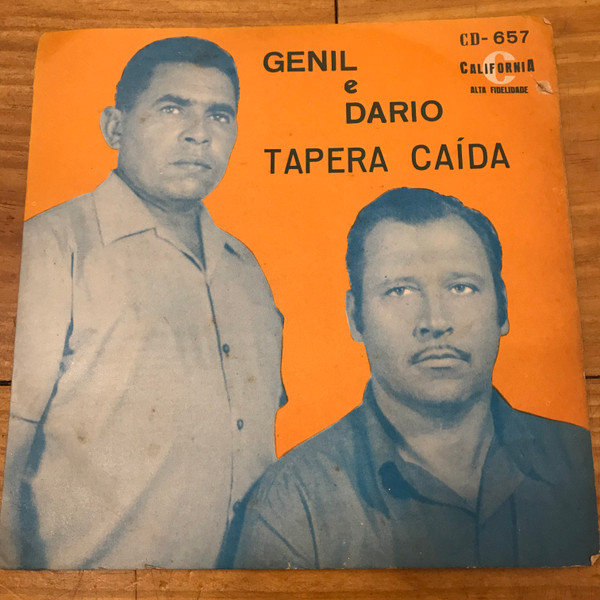 GENIL
e
DARIO
TAPERA CAÍDA
CD-657
CALIFORNIA
ALTA FIDELIDADE